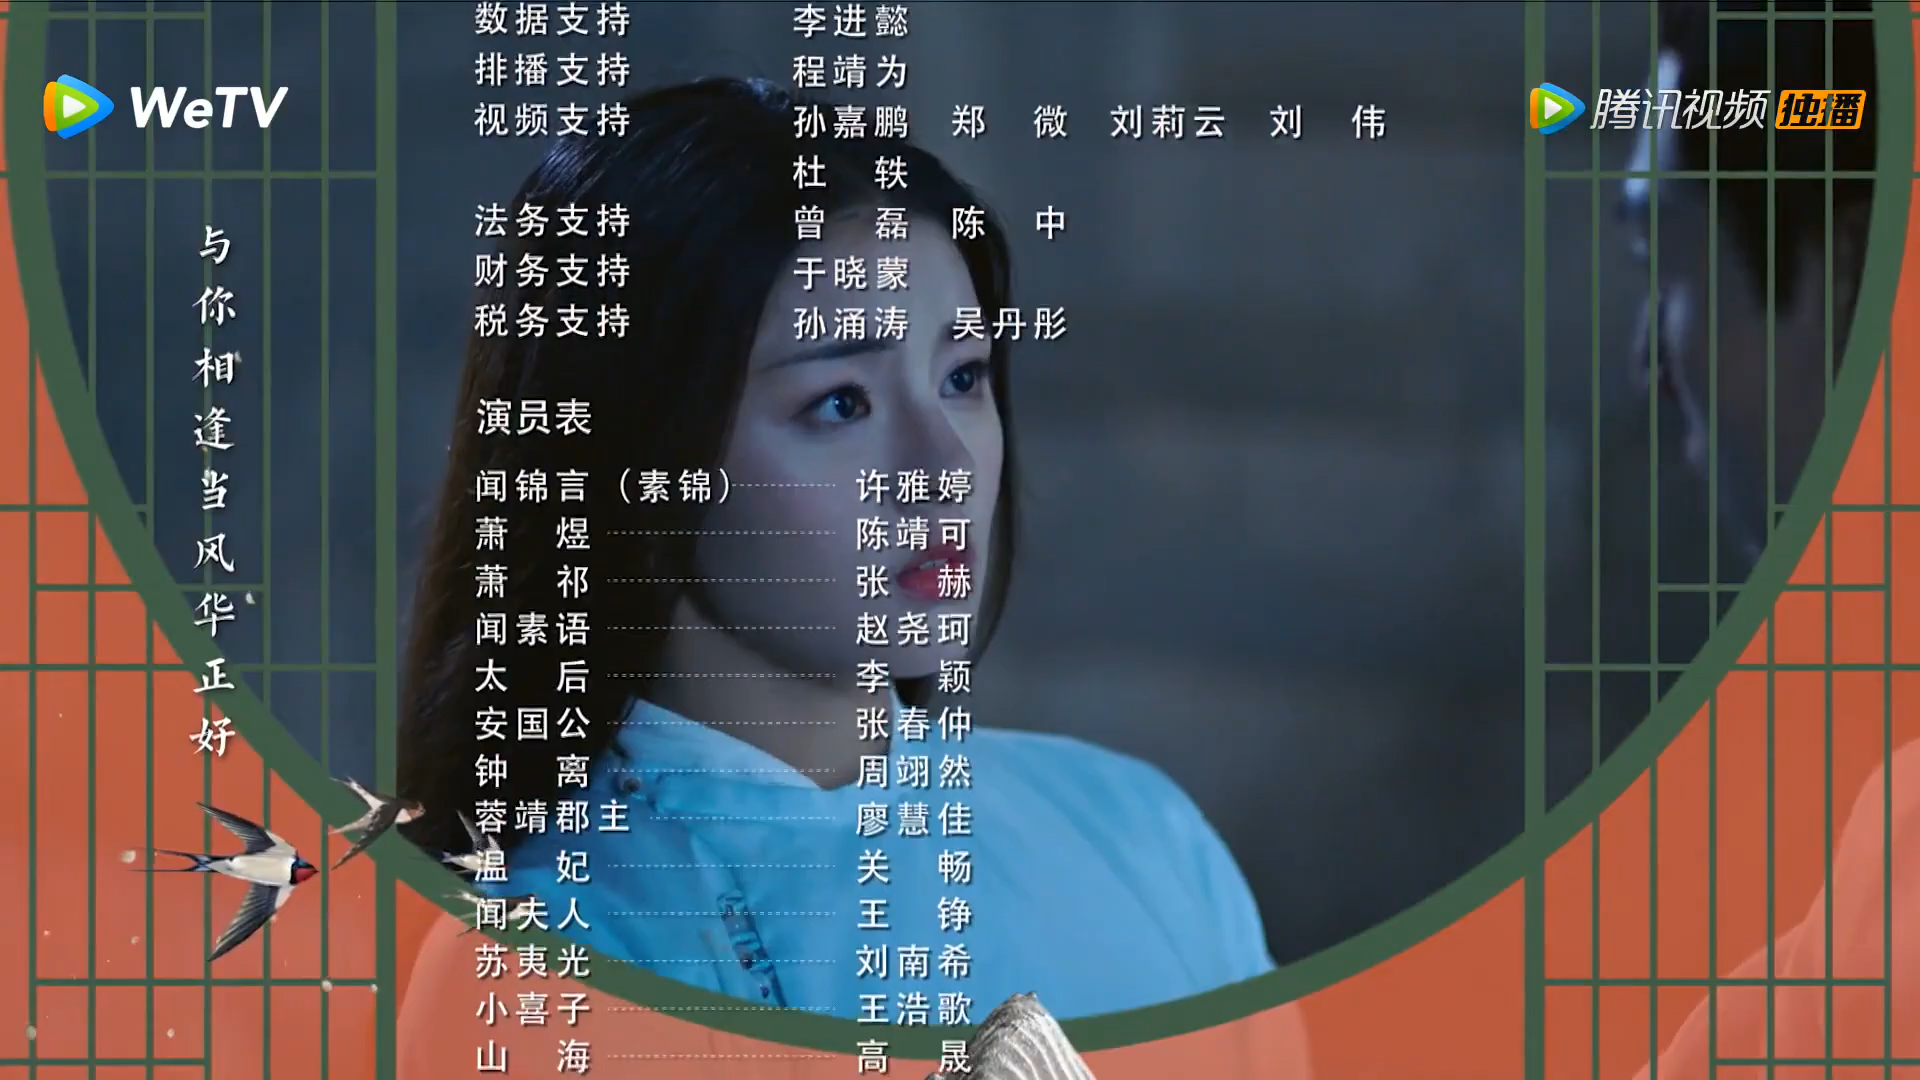 WeTV
腾讯视频 独播
与你相逢当风华正好
数据支持 李进懿
排播支持 程靖为
视频支持 孙嘉鹏 郑微 刘莉云 刘伟
杜轶
法务支持 曾磊 陈中
财务支持 于晓蒙
税务支持 孙涌涛 吴丹彤
演员表
闻锦言（素锦） 许雅婷
萧煜 陈靖可
萧祁 张赫
闻素语 赵尧珂
太后 李颖
安国公 张春仲
钟离 周翊然
蓉靖郡主 廖慧佳
温妃 关畅
闻夫人 王铮
苏夷光 刘南希
小喜子 王浩歌
山海 高晟